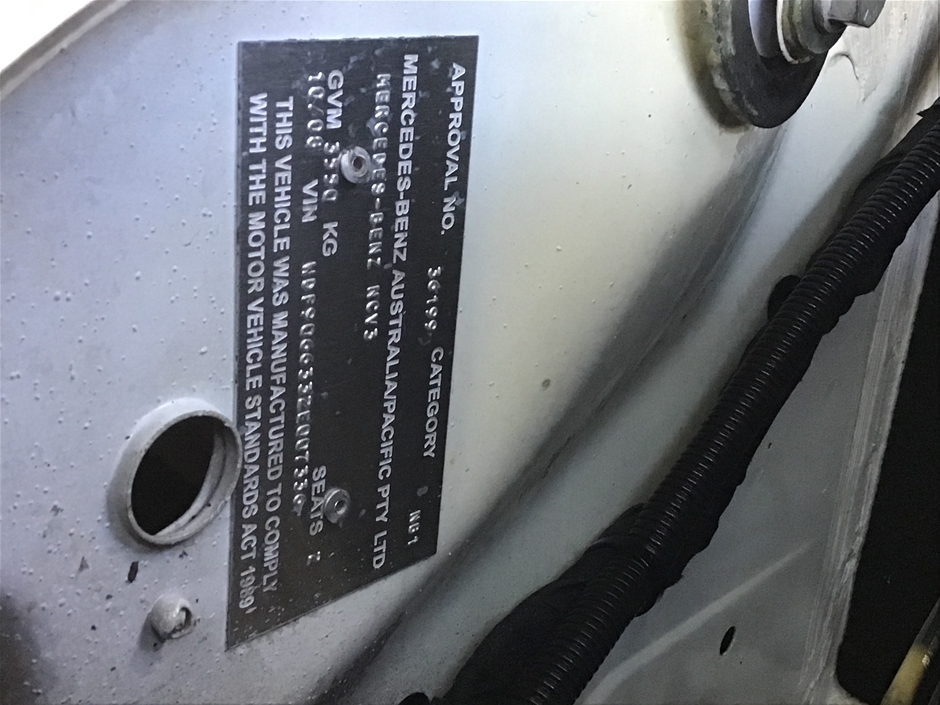 APPROVAL NO. 36199 CATEGORY NB1
MERCEDES-BENZ AUSTRALIA/PACIFIC PTY LTD
MERCEDES-BENZ NCV3
GVM KG SEATS 2
10/08 VIN
THIS VEHICLE WAS MANUFACTURED TO COMPLY
WITH THE MOTOR VEHICLE STANDARDS ACT 1989